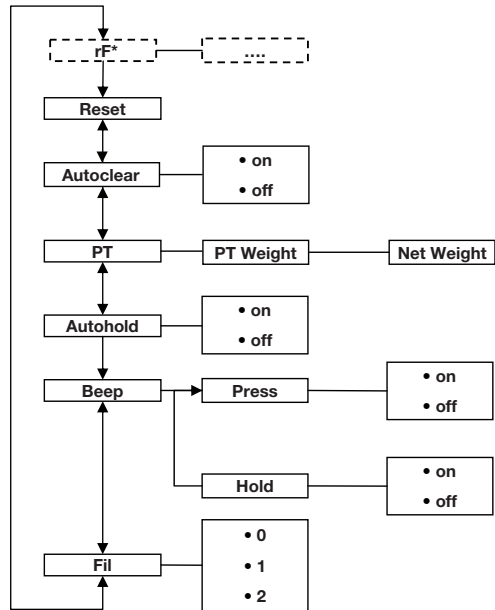 rF* ....
Reset
Autoclear
• on
• off
PT PT Weight Net Weight
Autohold
• on
• off
Beep Press
• on
• off
Hold
• on
• off
Fil
• 0
• 1
• 2